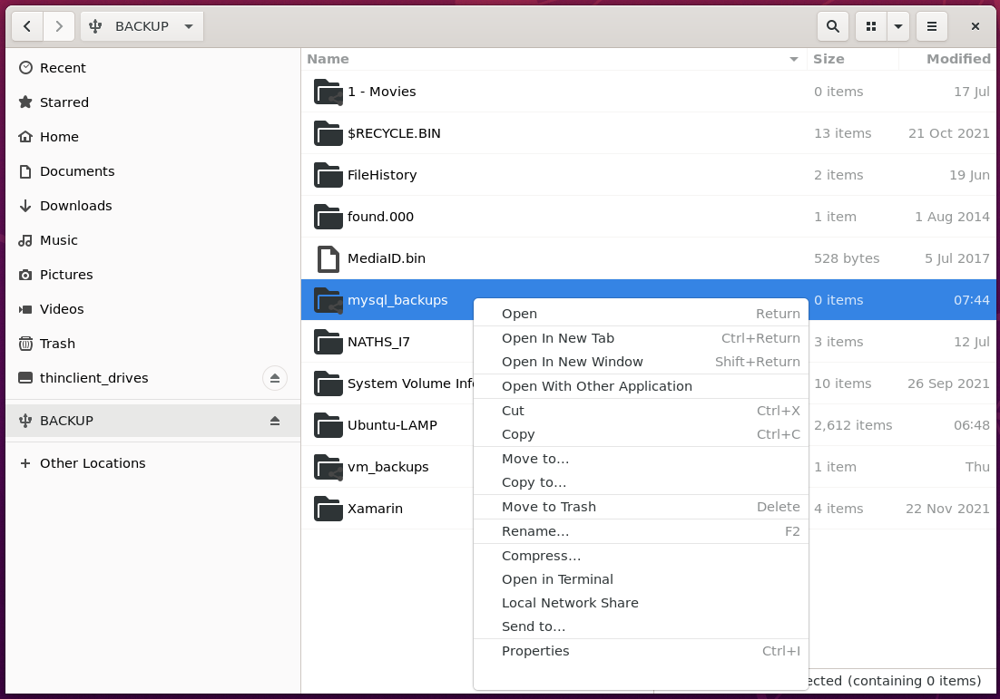 BACKUP
Recent
Starred
Home
Documents
Downloads
Music
Pictures
Videos
Trash
thinclient_drives
BACKUP
Other Locations
Name Size Modified
1 - Movies 0 items 17 Jul
$RECYCLE.BIN 13 items 21 Oct 2021
FileHistory 2 items 19 Jun
found.000 1 item 1 Aug 2014
MediaID.bin 528 bytes 5 Jul 2017
mysql_backups 0 items 07:44
NATHS_I7 3 items 12 Jul
System Volume Info 10 items 26 Sep 2021
Ubuntu-LAMP 2,612 items 06:48
vm_backups 1 item Thu
Xamarin 4 items 22 Nov 2021
Open Return
Open In New Tab Ctrl+Return
Open In New Window Shift+Return
Open With Other Application
Cut Ctrl+X
Copy Ctrl+C
Move to...
Copy to...
Move to Trash Delete
Rename... F2
Compress...
Open in Terminal
Local Network Share
Send to...
Properties Ctrl+I
ected (containing 0 items)